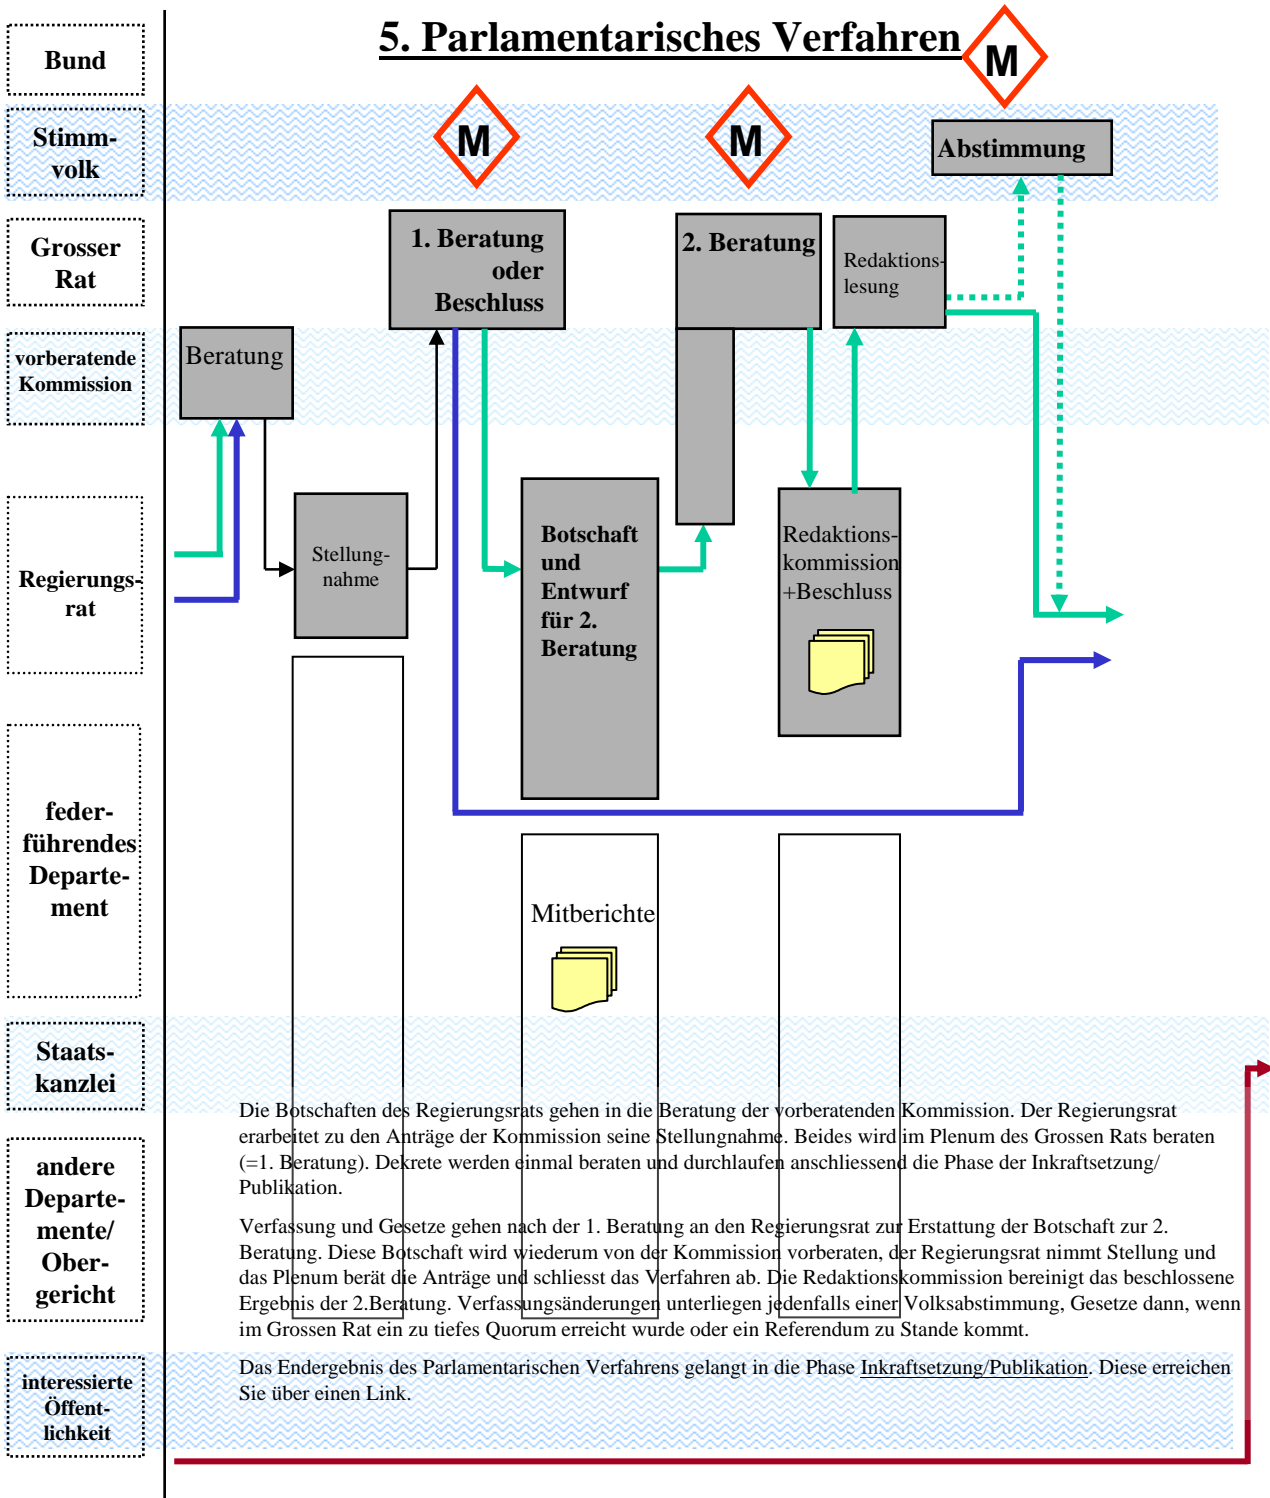 5. Parlamentarisches Verfahren
M
Bund
M
M
Stimm-
volk
Abstimmung
Grosser
Rat
1. Beratung
oder
Beschluss
2. Beratung
Redaktions-
lesung
vorberatende
Kommission
Beratung
Regierungs-
rat
Stellung-
nahme
Botschaft
und
Entwurf
für 2.
Beratung
Redaktions-
kommission
+Beschluss
feder-
führendes
Departe-
ment
Mitberichte
Staats-
kanzlei
andere
Departe-
mente/
Ober-
gericht
interessierte
Öffent-
lichkeit
Die Botschaften des Regierungsrats gehen in die Beratung der vorberatenden Kommission. Der Regierungsrat
erarbeitet zu den Anträge der Kommission seine Stellungnahme. Beides wird im Plenum des Grossen Rats beraten
(=1. Beratung). Dekrete werden einmal beraten und durchlaufen anschliessend die Phase der Inkraftsetzung/
Publikation.
Verfassung und Gesetze gehen nach der 1. Beratung an den Regierungsrat zur Erstattung der Botschaft zur 2.
Beratung. Diese Botschaft wird wiederum von der Kommission vorberaten, der Regierungsrat nimmt Stellung und
das Plenum berät die Anträge und schliesst das Verfahren ab. Die Redaktionskommission bereinigt das beschlossene
Ergebnis der 2.Beratung. Verfassungsänderungen unterliegen jedenfalls einer Volksabstimmung, Gesetze dann, wenn
im Grossen Rat ein zu tiefes Quorum erreicht wurde oder ein Referendum zu Stande kommt.
Das Endergebnis des Parlamentarischen Verfahrens gelangt in die Phase Inkraftsetzung/Publikation. Diese erreichen
Sie über einen Link.